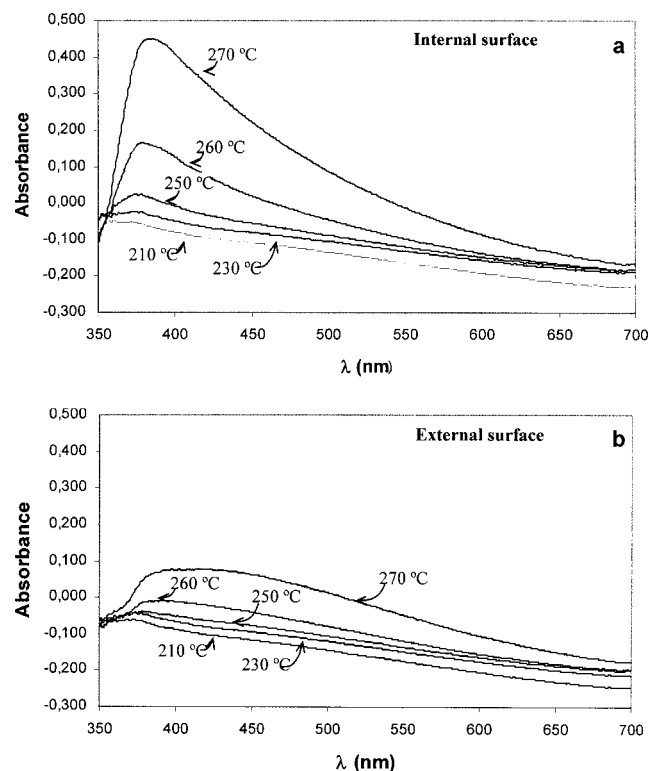 Internal surface
a
Absorbance
0,500
0,400
0,300
0,200
0,100
0,000
-0,100
-0,200
-0,300
270 ºC
260 ºC
250 ºC
210 ºC
230 ºC
350 400 450 500 550 600 650 700
λ (nm)
External surface
b
Absorbance
0,500
0,400
0,300
0,200
0,100
0,000
-0,100
-0,200
-0,300
270 ºC
260 ºC
250 ºC
210 ºC
230 ºC
350 400 450 500 550 600 650 700
λ (nm)